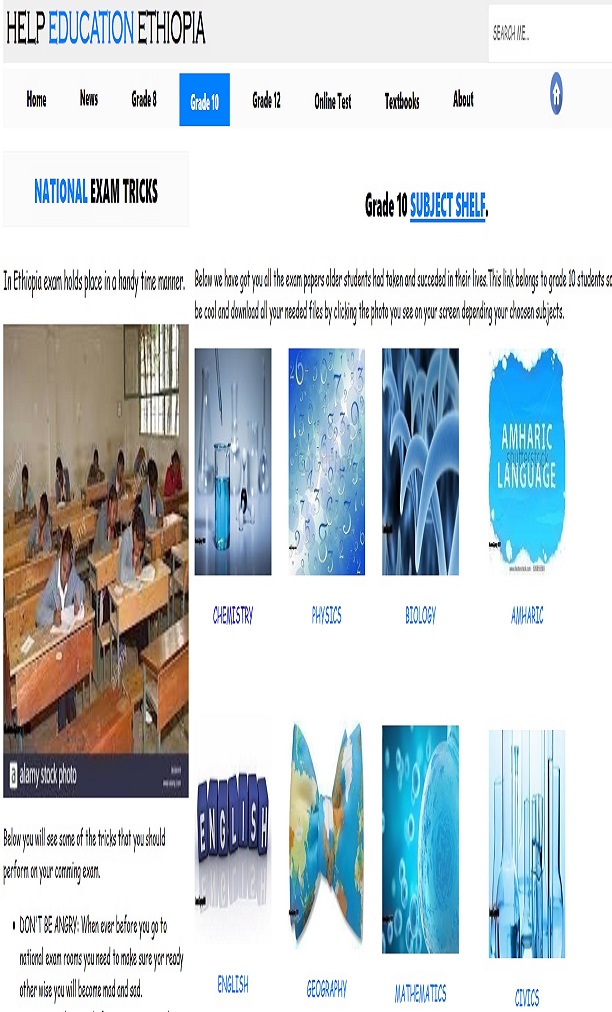 HELP EDUCATION ETHIOPIA
SEARCH ME..
Home News Grade 8 Grade 10 Grade 12 Online Test Textbooks About
NATIONAL EXAM TRICKS
In Ethiopia exam holds place in a handy time manner.
a alamy stock photo
Below you will see some of the tricks that you should
perform on your comming exam.
• DON'T BE ANGRY: When ever before you go to
national exam rooms you need to make sure yor ready
other wise you will become mad and sad.
Grade 10 SUBJECT SHELF.
Below we have got you all the exam papers older students had taken and succeded in their lives.This link belongs to grade 10 students so
be cool and download all your needed files by clicking the photo you see on your screen depending your choosen subjects.
AMHARIC
shutterstock
LANGUAGE
CHEMISTRY PHYSICS BIOLOGY AMHARIC
ENGLISH
ENGLISH GEOGRAPHY MATHEMATICS CIVICS